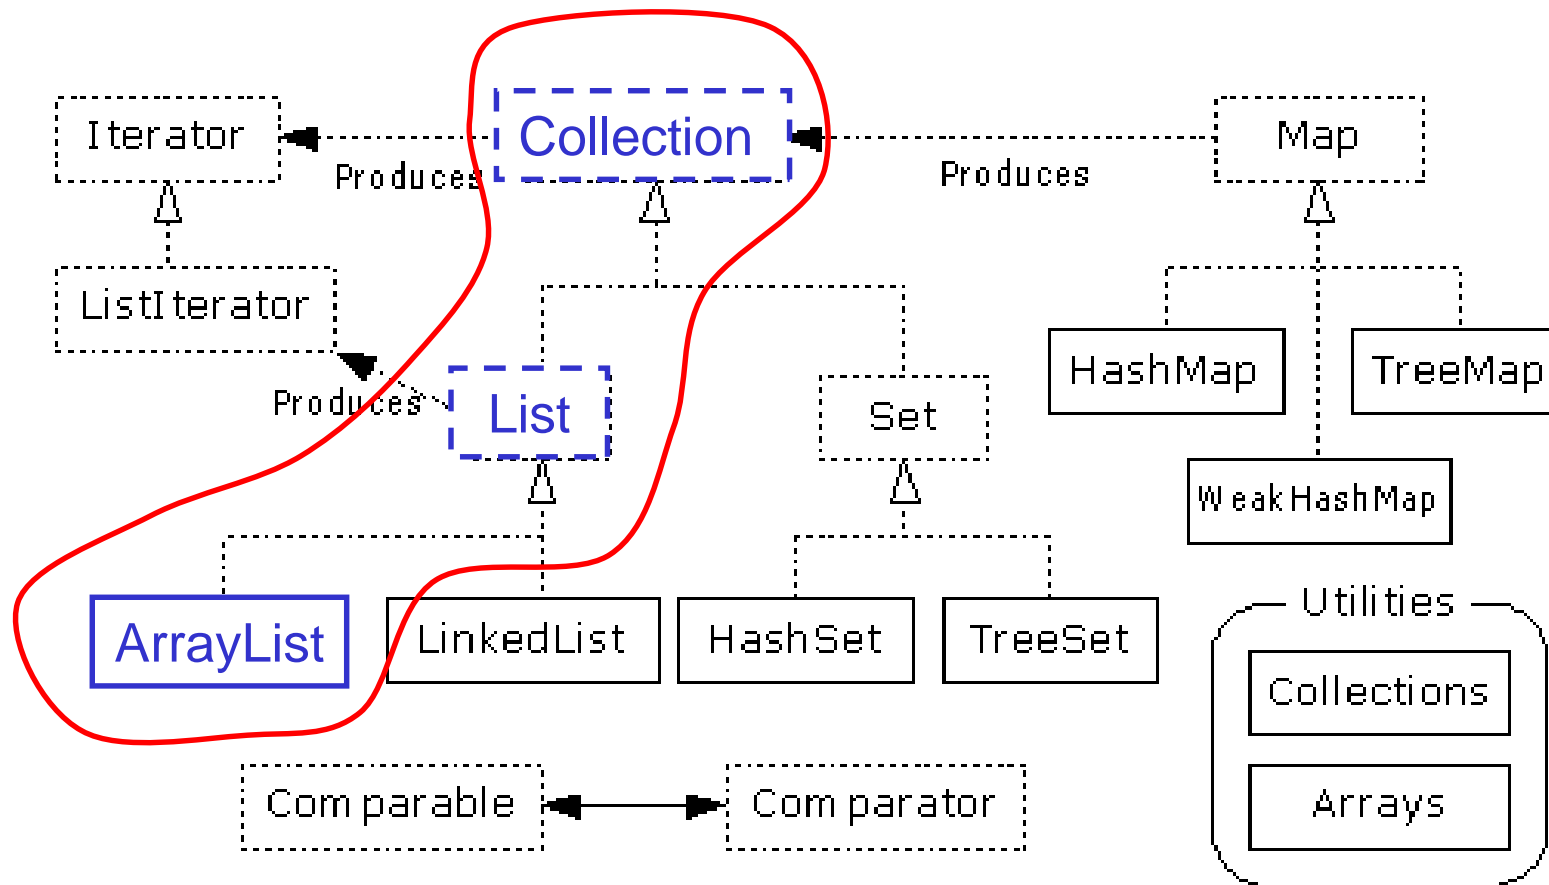 Iterator
Collection
Map
Produces
Produces
ListIterator
HashMap
TreeMap
Produces
List
Set
WeakHashMap
ArrayList
LinkedList
HashSet
TreeSet
Utilities
Collections
Comparable
Comparator
Arrays